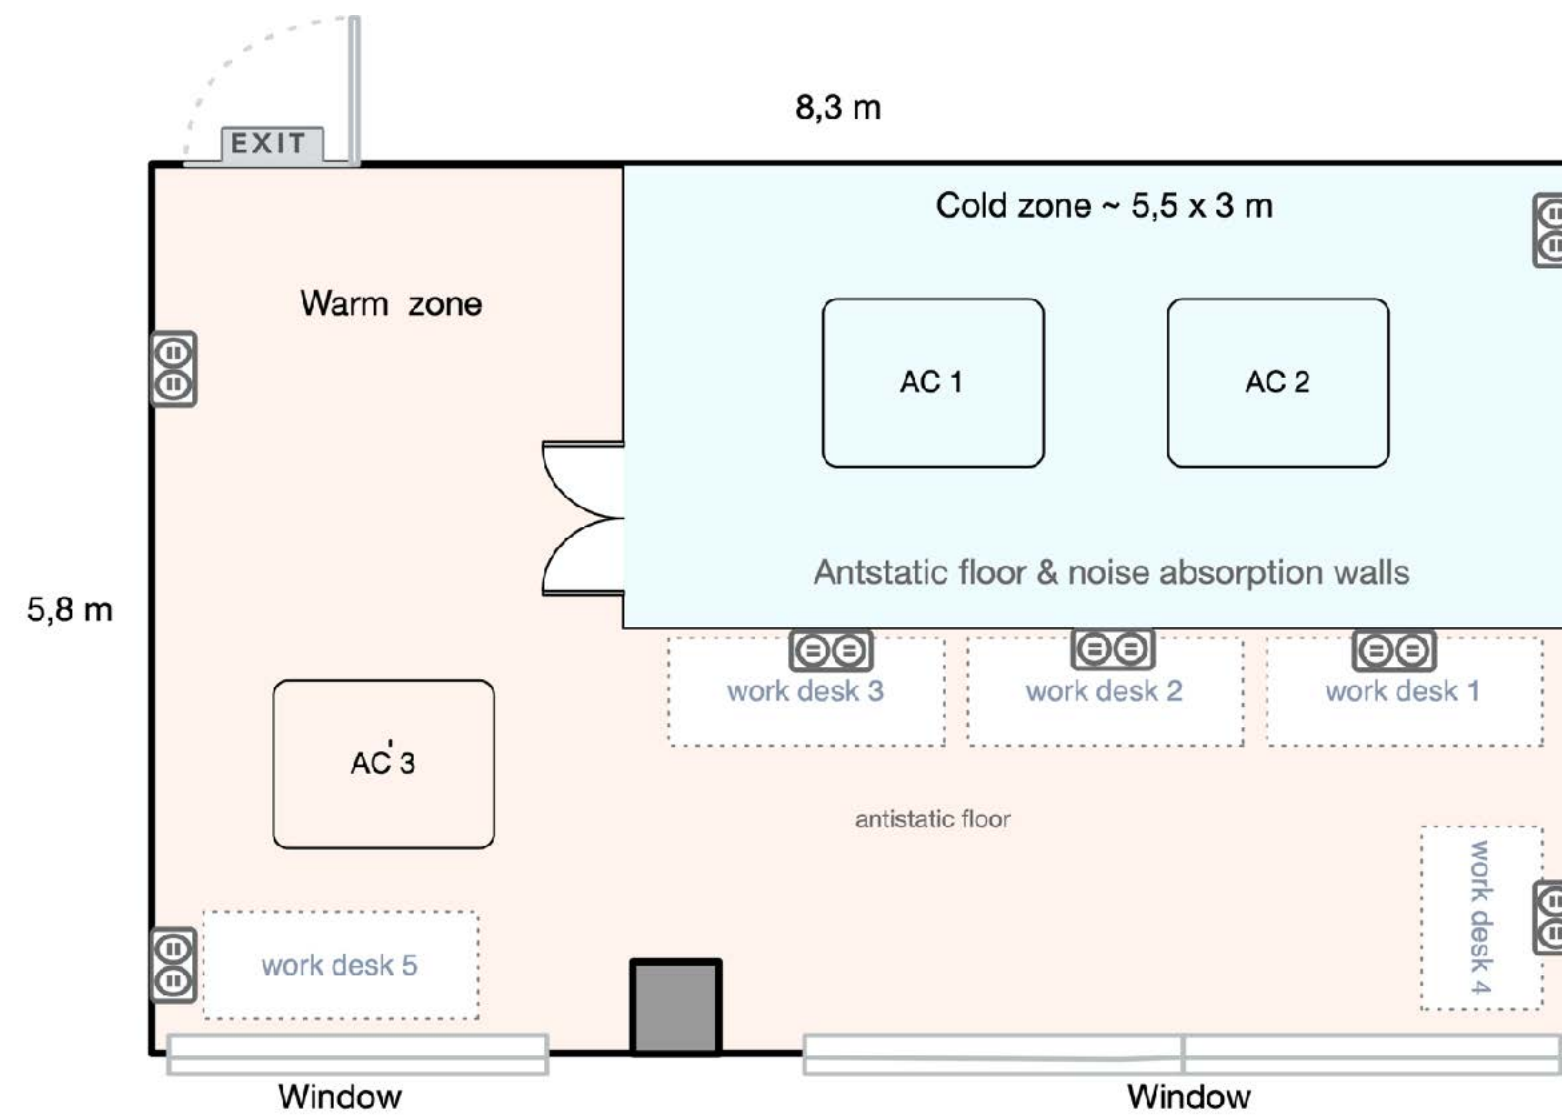 8,3 m
EXIT
Cold zone ~ 5,5 x 3 m
Warm zone
AC 1
AC 2
Antstatic floor & noise absorption walls
5,8 m
work desk 3
work desk 2
work desk 1
AC' 3
antistatic floor
work desk 4
work desk 5
Window
Window